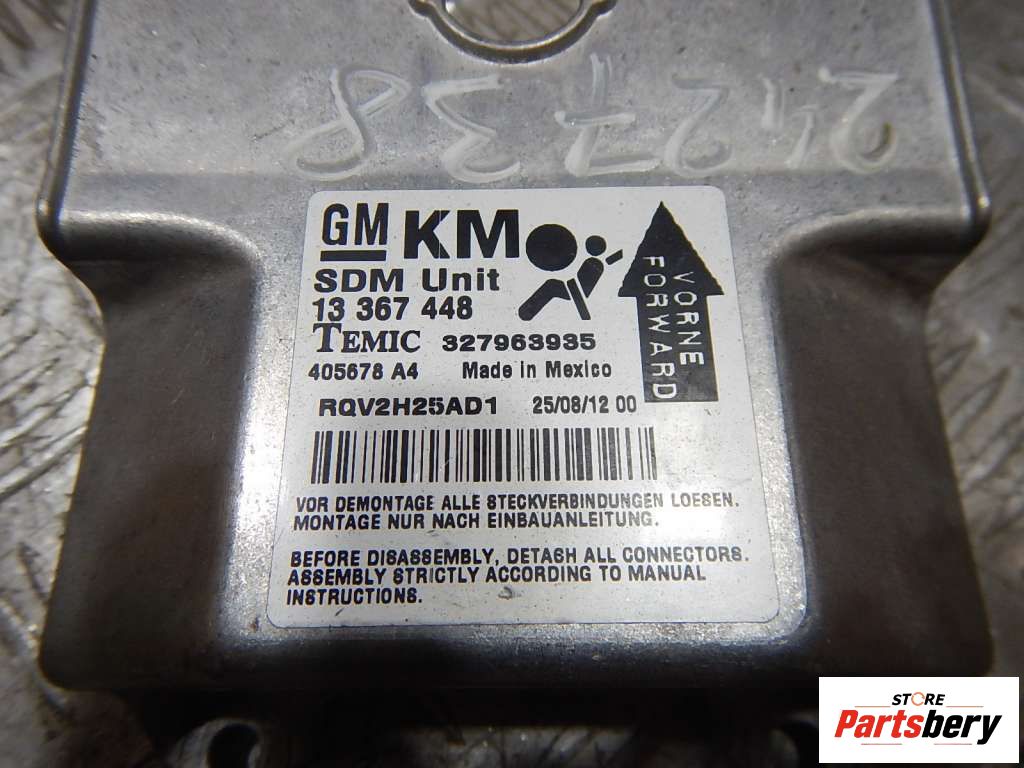 242738
GM KM
SDM Unit
13 367 448
TEMIC 327963935
405678 A4 Made in Mexico
RQV2H25AD1 25/08/12 00
VORNE
FORWARD
VOR DEMONTAGE ALLE STECKVERBINDUNGEN LOESEN.
MONTAGE NUR NACH EINBAUANLEITUNG.
BEFORE DISASSEMBLY, DETASH ALL CONNECTORS.
ASSEMBLY STRICTLY ACCORDING TO MANUAL
INSTRUCTIONS.
STORE
Partsbery